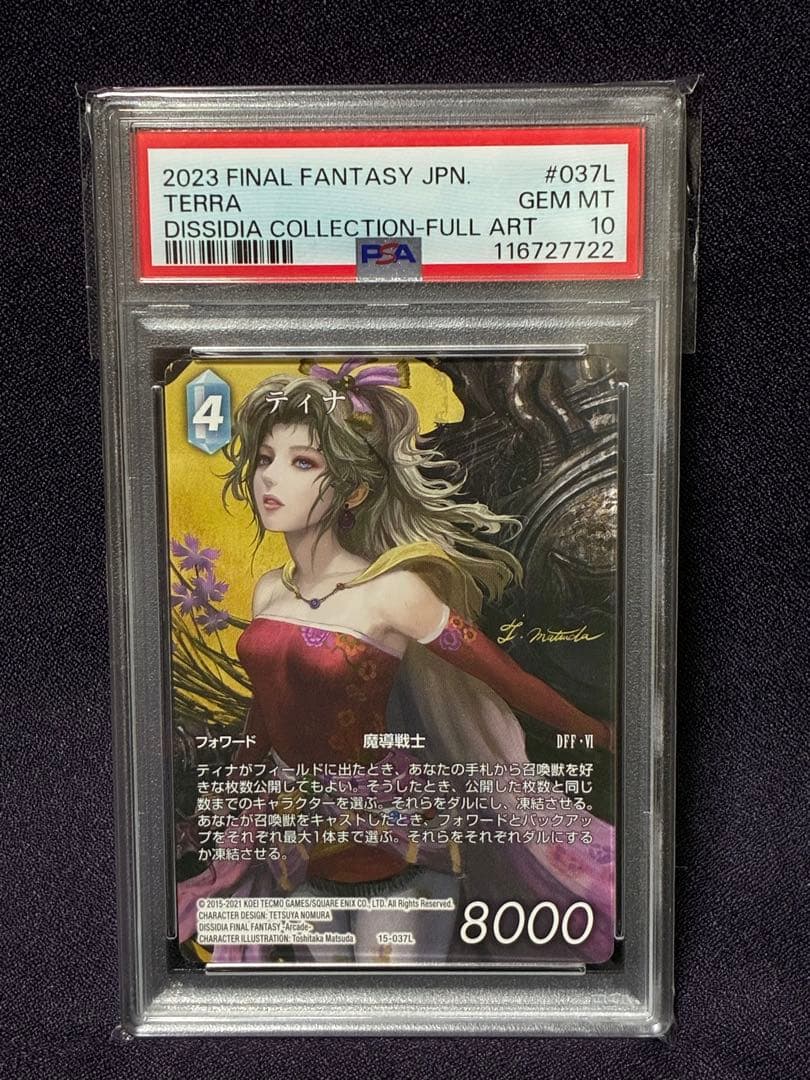 2023 FINAL FANTASY JPN. #037L
TERRA GEM MT
DISSIDIA COLLECTION-FULL ART 10
PSA 116727722
4 ティナ
T. Matsuda
フォワード 魔導戦士 DFF・VI
ティナがフィールドに出たとき、あなたの手札から召喚獣を好
きな枚数公開してもよい。そうしたとき、公開した枚数と同じ
数までのキャラクターを選ぶ。それらをダルにし、凍結させる。
あなたが召喚獣をキャストしたとき、フォワードとバックアッ
プをそれぞれ最大1体まで選ぶ。それらをそれぞれダルにする
か凍結させる。
© 2015-2021 KOEI TECMO GAMES/SQUARE ENIX CO., LTD. All Rights Reserved.
CHARACTER DESIGN: TETSUYA NOMURA
DISSIDIA FINAL FANTASY -Arcade-
CHARACTER ILLUSTRATION: Toshitaka Matsuda 15-037L
8000